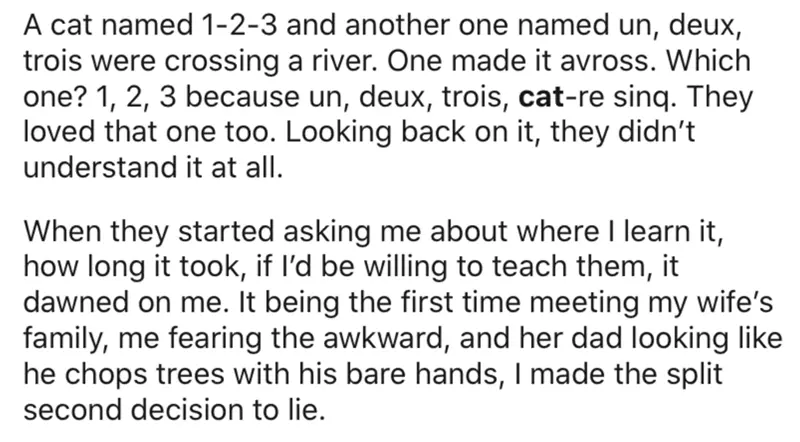 A cat named 1-2-3 and another one named un, deux,
trois were crossing a river. One made it avross. Which
one? 1, 2, 3 because un, deux, trois, cat-re sinq. They
loved that one too. Looking back on it, they didn’t
understand it at all.
When they started asking me about where I learn it,
how long it took, if I’d be willing to teach them, it
dawned on me. It being the first time meeting my wife’s
family, me fearing the awkward, and her dad looking like
he chops trees with his bare hands, I made the split
second decision to lie.